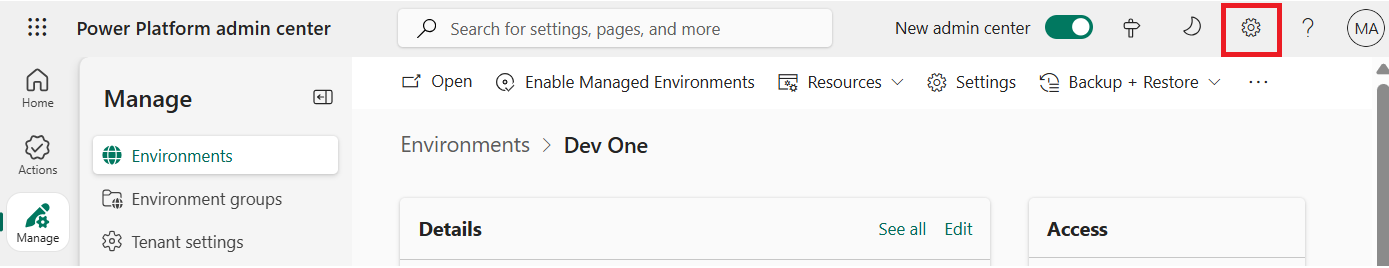 Power Platform admin center
Search for settings, pages, and more
New admin center
MA
Home
Actions
Manage
Manage
Environments
Environment groups
Tenant settings
Open
Enable Managed Environments
Resources
Settings
Backup + Restore
Environments > Dev One
Details
See all
Edit
Access